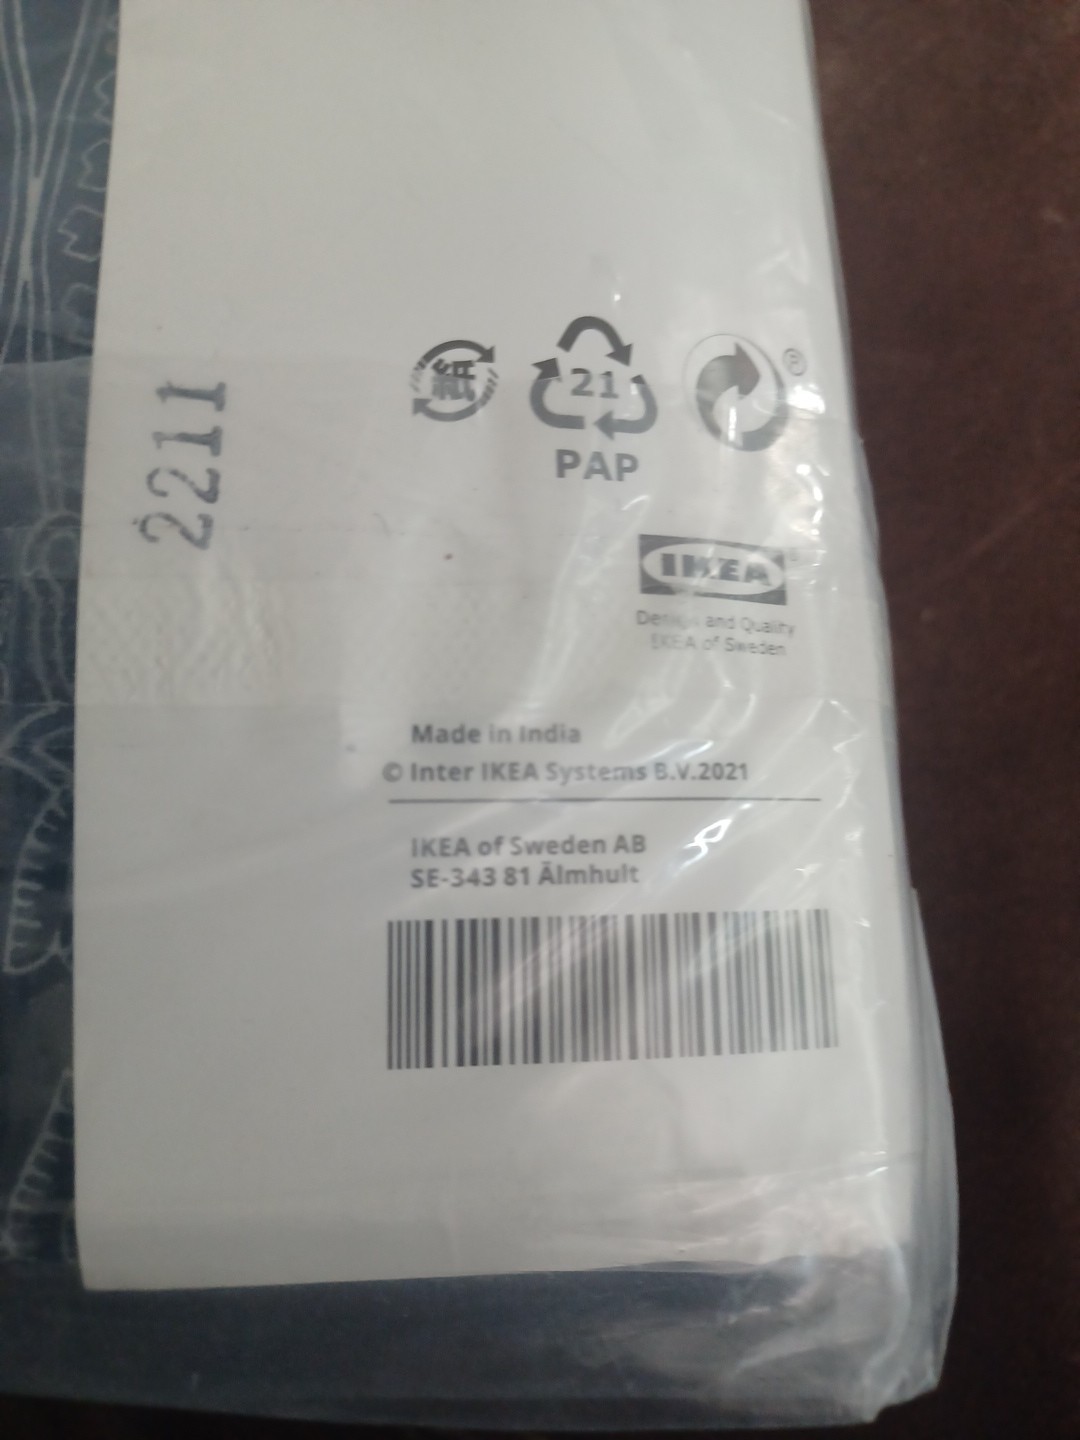 紙
21
PAP
®
2211
IKEA
®
Design and Quality
IKEA of Sweden
Made in India
© Inter IKEA Systems B.V.2021
IKEA of Sweden AB
SE-343 81 Älmhult